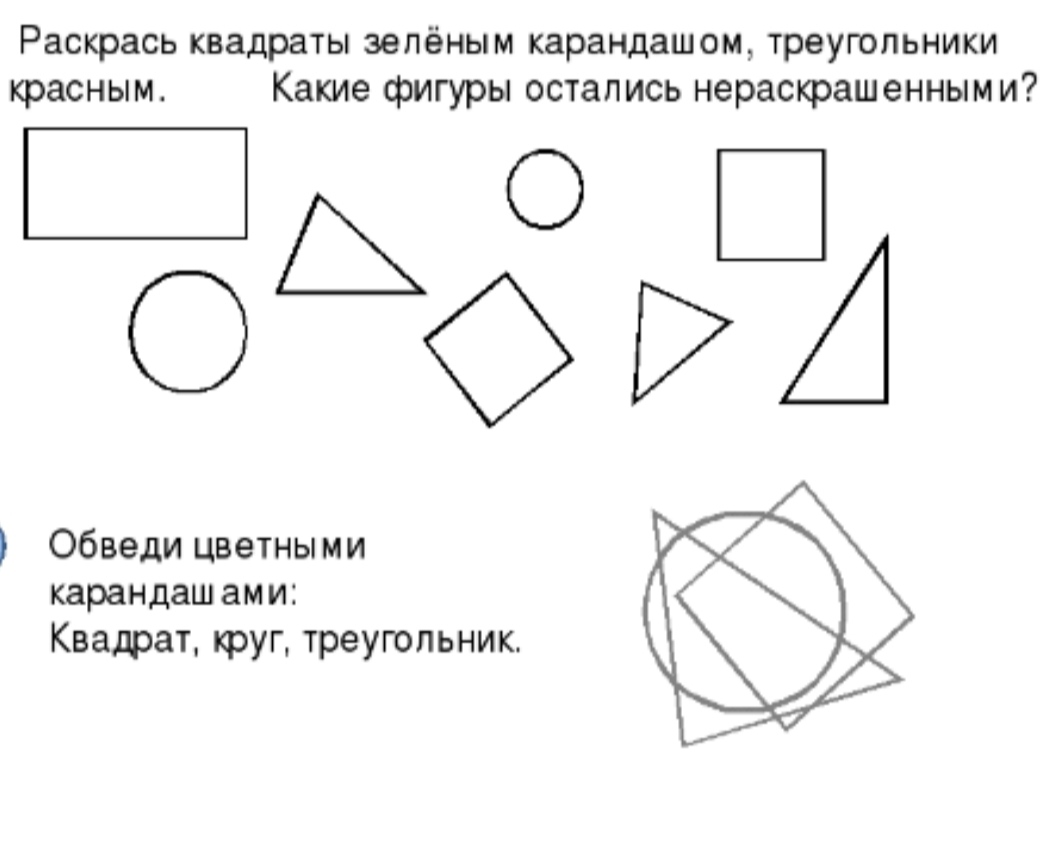 Раскрась квадраты зелёным карандашом, треугольники
красным. Какие фигуры остались нераскрашенными?
Обведи цветными
карандашами:
Квадрат, круг, треугольник.